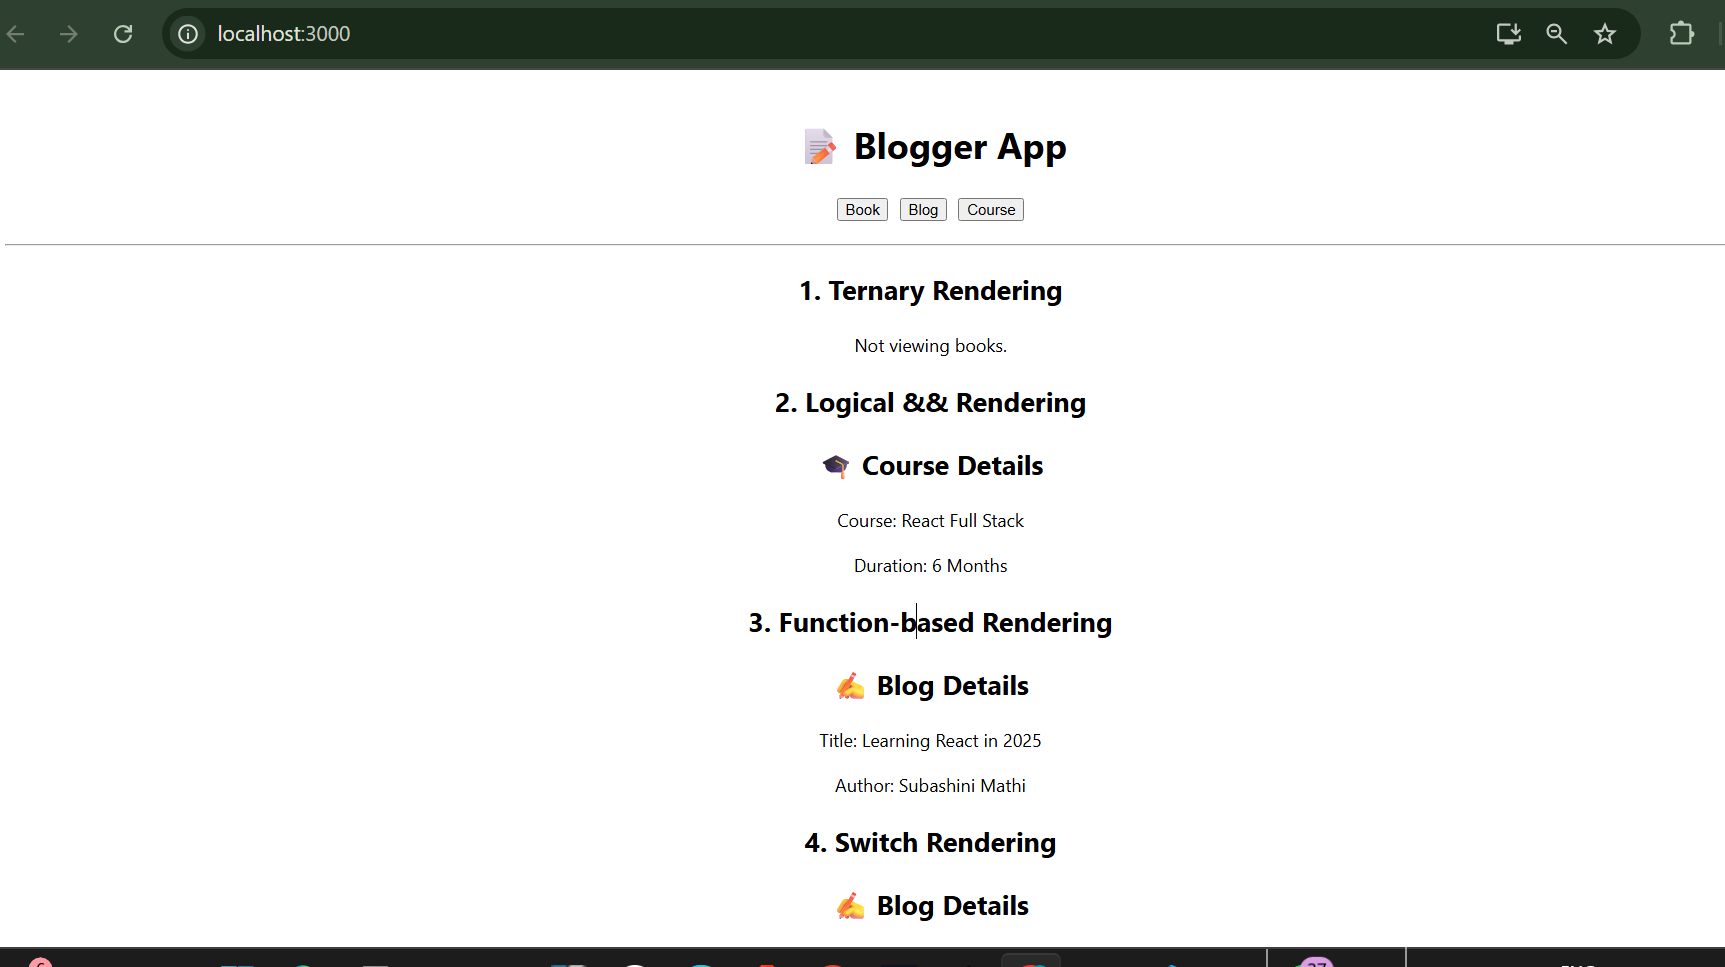 localhost:3000
Blogger App
Book Blog Course
1. Ternary Rendering
Not viewing books.
2. Logical && Rendering
Course Details
Course: React Full Stack
Duration: 6 Months
3. Function-based Rendering
Blog Details
Title: Learning React in 2025
Author: Subashini Mathi
4. Switch Rendering
Blog Details